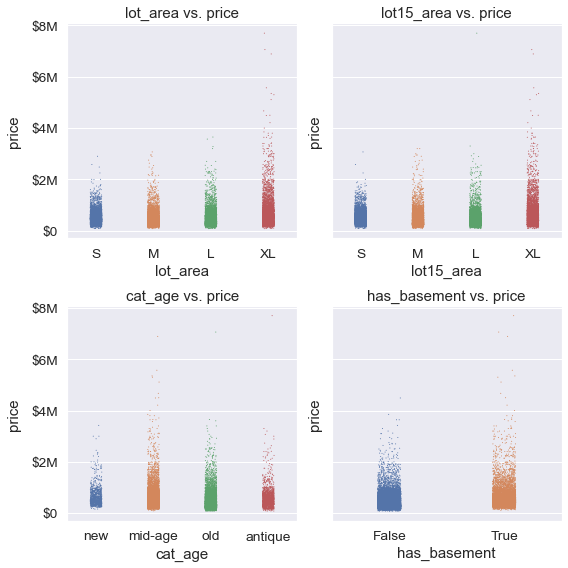 lot_area vs. price
lot15_area vs. price
$8M
$6M
$4M
$2M
$0
price
price
S M L XL
S M L XL
lot_area
lot15_area
cat_age vs. price
has_basement vs. price
$8M
$6M
$4M
$2M
$0
price
price
new mid-age old antique
False True
cat_age
has_basement